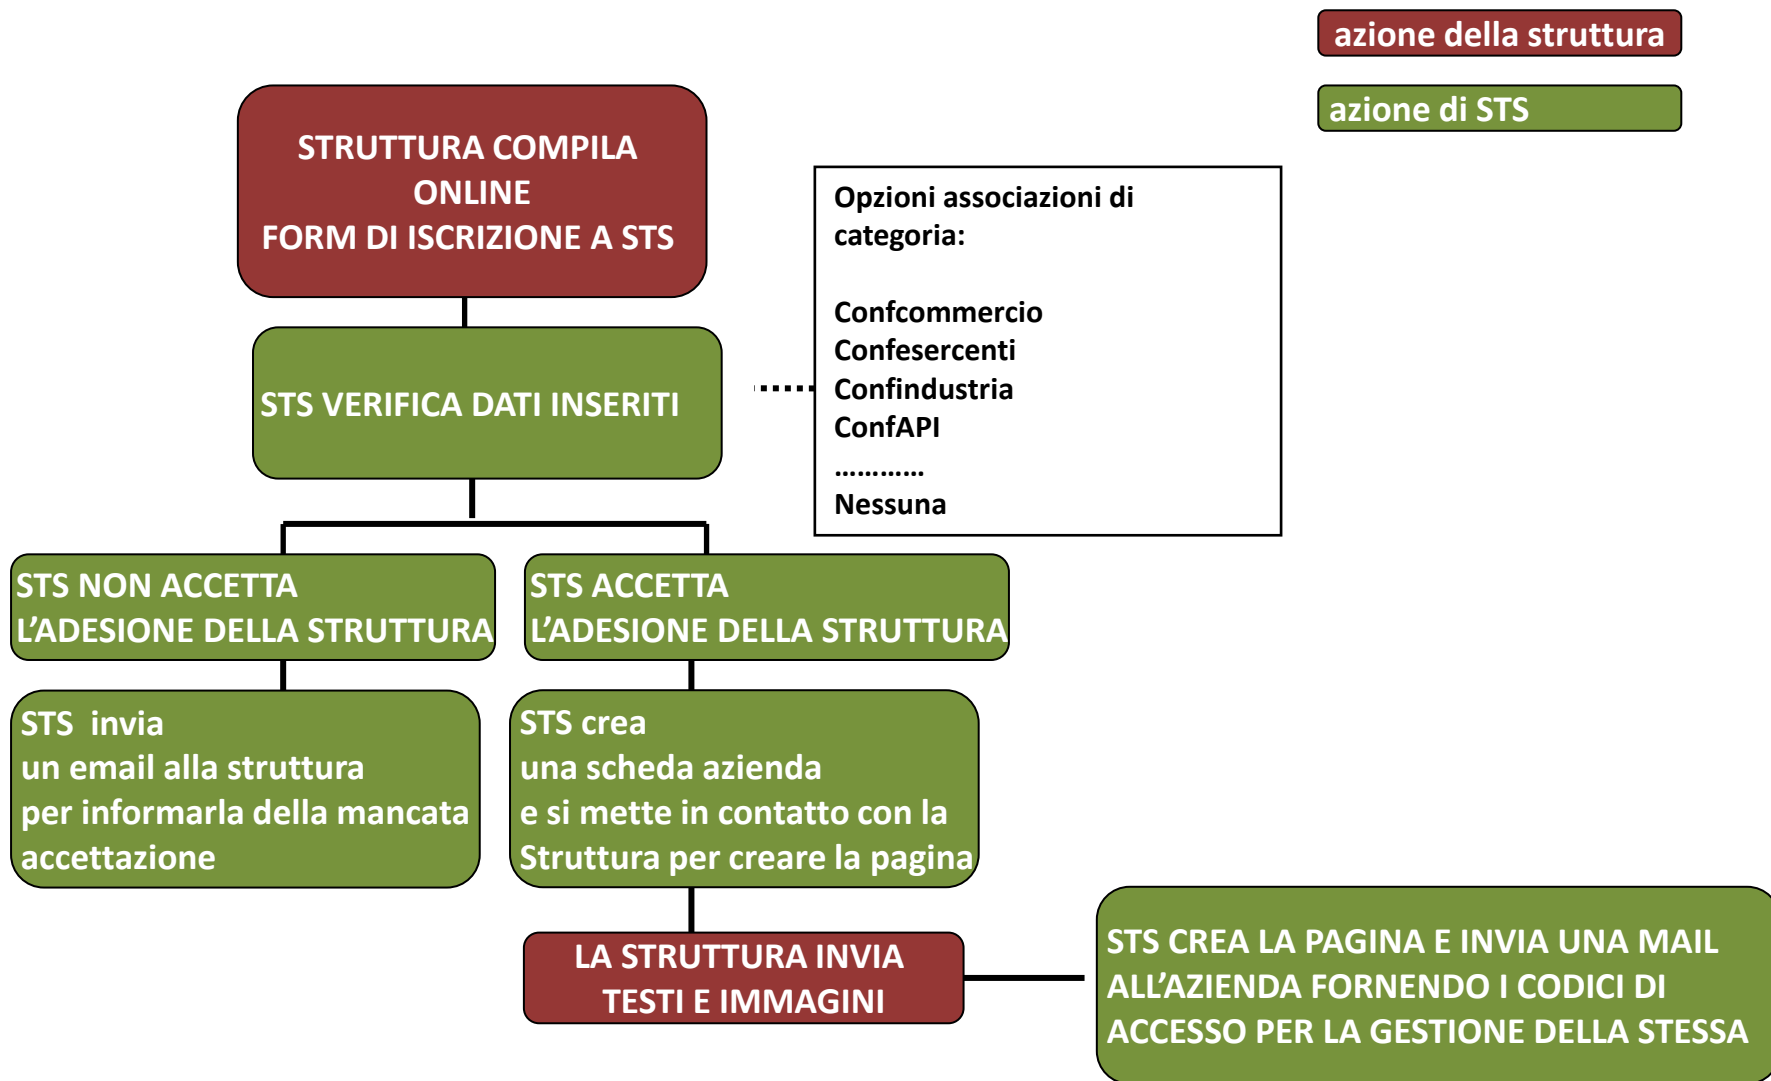 azione della struttura
azione di STS
STRUTTURA COMPILA
ONLINE
FORM DI ISCRIZIONE A STS
Opzioni associazioni di
categoria:
Confcommercio
Confesercenti
Confindustria
ConfAPI
…………
Nessuna
STS VERIFICA DATI INSERITI
STS NON ACCETTA
L’ADESIONE DELLA STRUTTURA
STS ACCETTA
L’ADESIONE DELLA STRUTTURA
STS  invia
un email alla struttura
per informarla della mancata
accettazione
STS crea
una scheda azienda
e si mette in contatto con la
Struttura per creare la pagina
LA STRUTTURA INVIA
TESTI E IMMAGINI
STS CREA LA PAGINA E INVIA UNA MAIL
ALL’AZIENDA FORNENDO I CODICI DI
ACCESSO PER LA GESTIONE DELLA STESSA